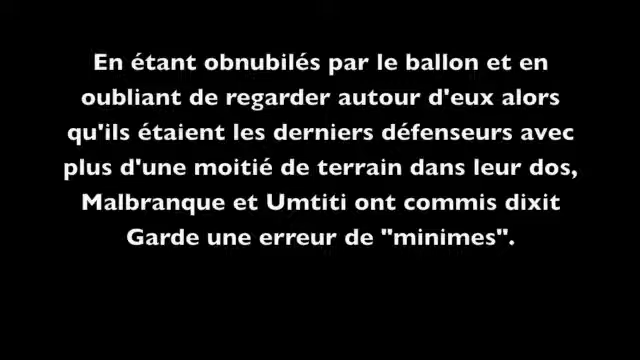 En étant obnubilés par le ballon et en
oubliant de regarder autour d'eux alors
qu'ils étaient les derniers défenseurs avec
plus d'une moitié de terrain dans leur dos,
Malbranque et Umtiti ont commis dixit
Garde une erreur de "minimes".